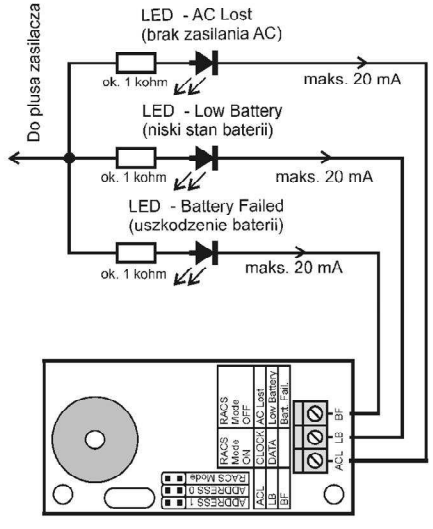 LED - AC Lost
(brak zasilania AC)
Do plusa zasilacza
ok. 1 kohm
maks. 20 mA
LED - Low Battery
(niski stan baterii)
ok. 1 kohm
maks. 20 mA
LED - Battery Failed
(uszkodzenie baterii)
ok. 1 kohm
maks. 20 mA
RACS Mode OFF
AC Lost
Low Battery
Batt. Fail.
RACS Mode ON
CLOCK
DATA
ACL
LB
BF
RACS Mode
ADDRESS 0
ADDRESS 1
BF
LB
ACL